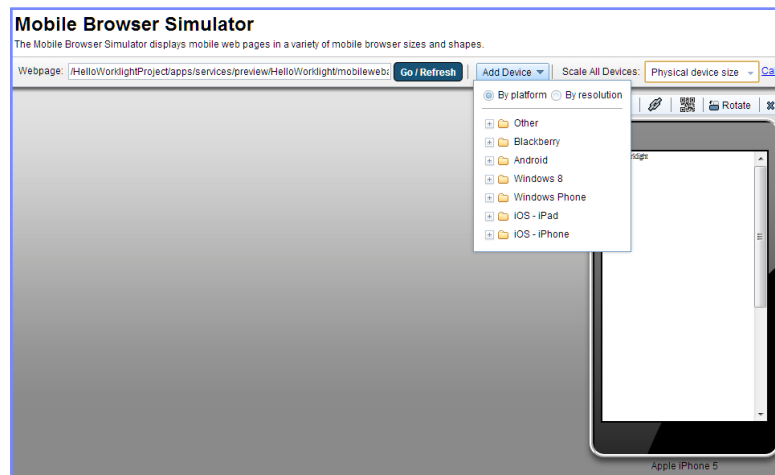 Mobile Browser Simulator
The Mobile Browser Simulator displays mobile web pages in a variety of mobile browser sizes and shapes.
Webpage: /HelloWorklightProject/apps/services/preview/HelloWorklight/mobileweba Go / Refresh Add Device Scale All Devices: Physical device size Ca
By platform By resolution
Rotate
Other
Blackberry
Android
Windows 8
Windows Phone
iOS - iPad
iOS - iPhone
Apple iPhone 5